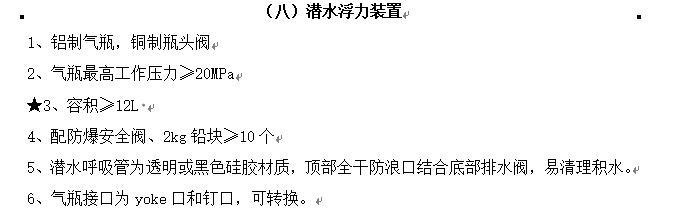 （八）潜水浮力装置
1、铝制气瓶，铜制瓶头阀
2、气瓶最高工作压力≥20MPa
★3、容积≥12L
4、配防爆安全阀、2kg 铅块≥10 个
5、潜水呼吸管为透明或黑色硅胶材质，顶部全干防浪口结合底部排水阀，易清理积水。
6、气瓶接口为 yoke 口和钉口，可转换。